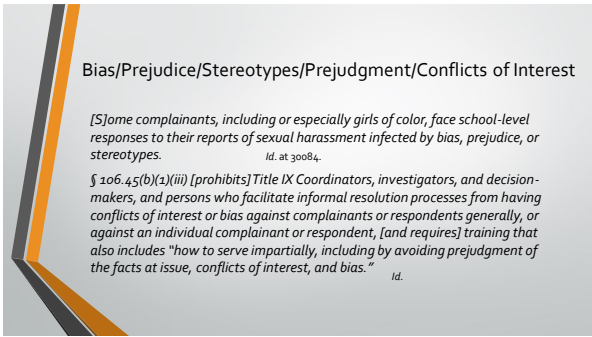 Bias/Prejudice/Stereotypes/Prejudgment/Conflicts of Interest
[S]ome complainants, including or especially girls of color, face school-level
responses to their reports of sexual harassment infected by bias, prejudice, or
stereotypes. Id. at 30084.
§ 106.45(b)(1)(iii) [prohibits] Title IX Coordinators, investigators, and decision-
makers, and persons who facilitate informal resolution processes from having
conflicts of interest or bias against complainants or respondents generally, or
against an individual complainant or respondent, [and requires] training that
also includes “how to serve impartially, including by avoiding prejudgment of
the facts at issue, conflicts of interest, and bias.”
Id.